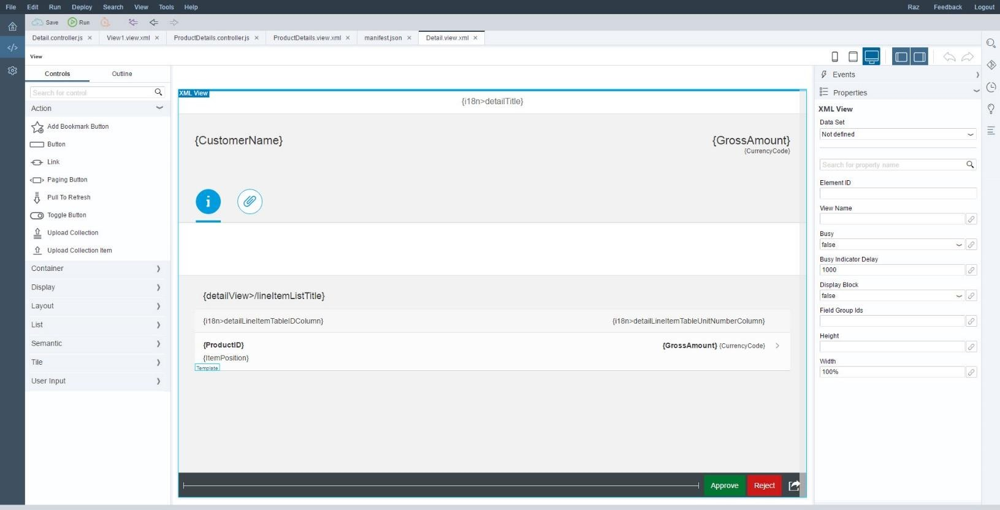 File Edit Run Deploy Search View Tools Help Raz Feedback Logout
Save Run
Detail.controller.js × View1.view.xml × ProductDetails.controller.js × ProductDetails.view.xml × manifest.json × Detail.view.xml ×
View
Controls Outline
Search for control
Action
Add Bookmark Button
Button
Link
Paging Button
Pull To Refresh
Toggle Button
Upload Collection
Upload Collection Item
Container
Display
Layout
List
Semantic
Tile
User Input
XML View
{i18n>detailTitle}
{CustomerName} {GrossAmount}
{CurrencyCode}
{detailView>/lineItemListTitle}
{i18n>detailLineItemTableIDColumn} {i18n>detailLineItemTableUnitNumberColumn}
{ProductID} {GrossAmount} {CurrencyCode}
{ItemPosition}
Template
Approve Reject
Events
Properties
XML View
Data Set
Not defined
Search for property name
Element ID
View Name
Busy
false
Busy Indicator Delay
1000
Display Block
false
Field Group Ids
Height
Width
100%